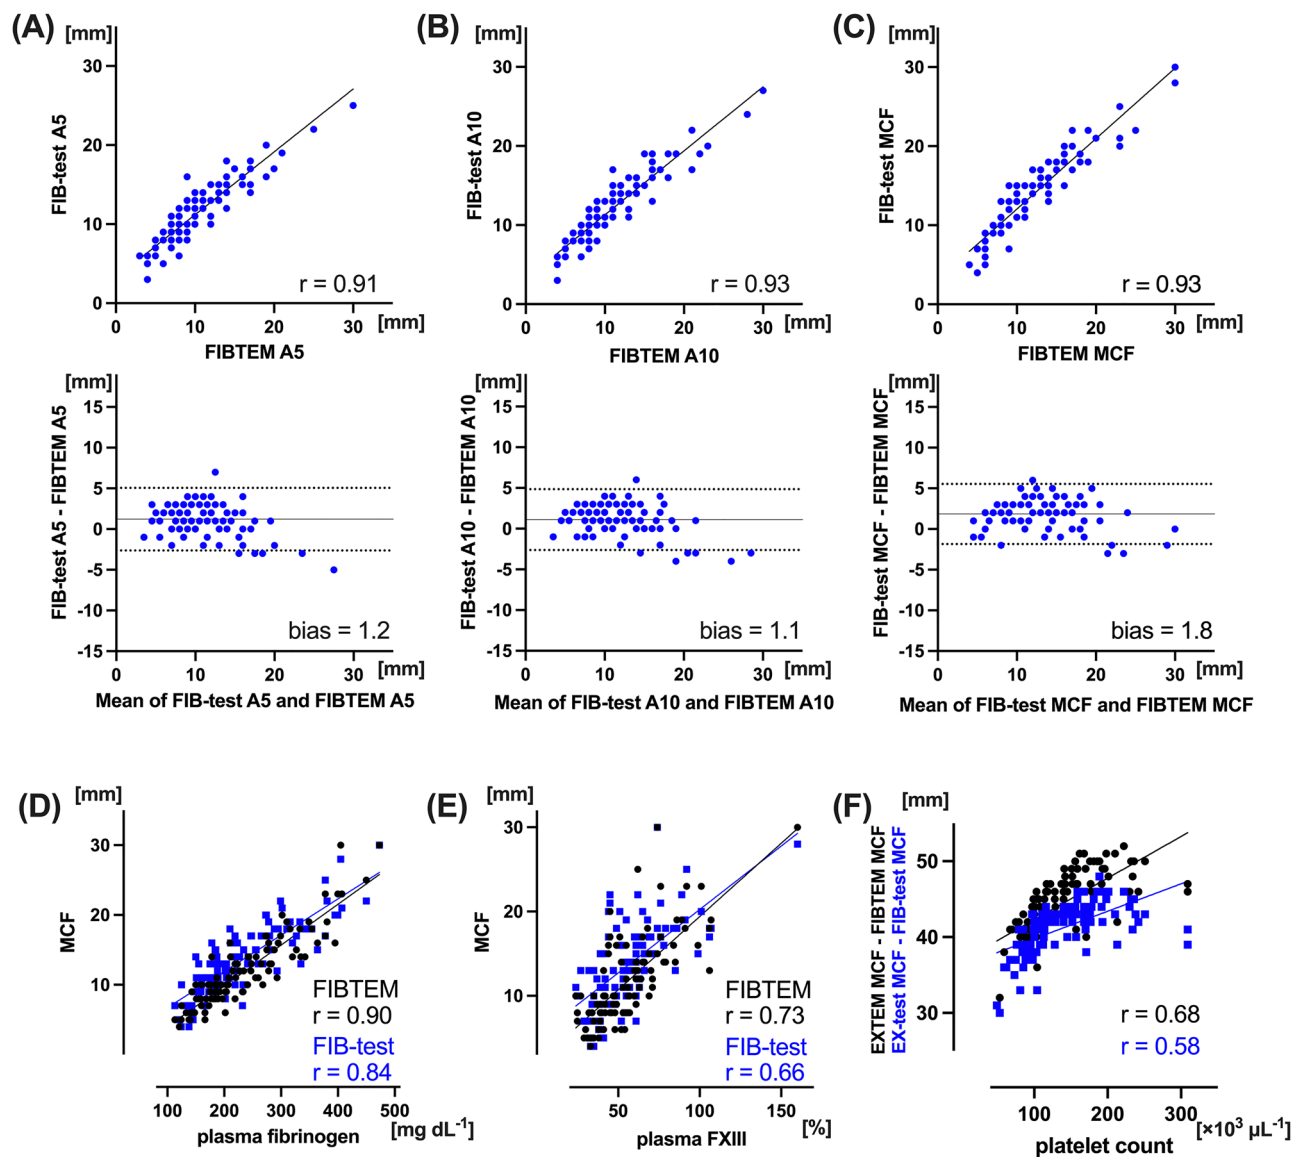 (A)
[mm]
FIB-test A5
30
20
10
0
0
10
20
30
[mm]
r = 0.91
FIBTEM A5
(B)
[mm]
FIB-test A10
30
20
10
0
0
10
20
30
[mm]
r = 0.93
FIBTEM A10
(C)
[mm]
FIB-test MCF
30
20
10
0
0
10
20
30
[mm]
r = 0.93
FIBTEM MCF
[mm]
FIB-test A5 - FIBTEM A5
15
10
5
0
-5
-10
-15
0
10
20
30
[mm]
bias = 1.2
Mean of FIB-test A5 and FIBTEM A5
[mm]
FIB-test A10 - FIBTEM A10
15
10
5
0
-5
-10
-15
0
10
20
30
[mm]
bias = 1.1
Mean of FIB-test A10 and FIBTEM A10
[mm]
FIB-test MCF - FIBTEM MCF
15
10
5
0
-5
-10
-15
0
10
20
30
[mm]
bias = 1.8
Mean of FIB-test MCF and FIBTEM MCF
(D)
[mm]
MCF
30
20
10
FIBTEM
r = 0.90
FIB-test
r = 0.84
100
200
300
400
500
[mg dL⁻¹]
plasma fibrinogen
(E)
[mm]
MCF
30
20
10
FIBTEM
r = 0.73
FIB-test
r = 0.66
50
100
150
[%]
plasma FXIII
(F)
[mm]
EXTEM MCF - FIBTEM MCF
EX-test MCF - FIB-test MCF
50
40
30
r = 0.68
r = 0.58
100
200
300
[×10³ µL⁻¹]
platelet count